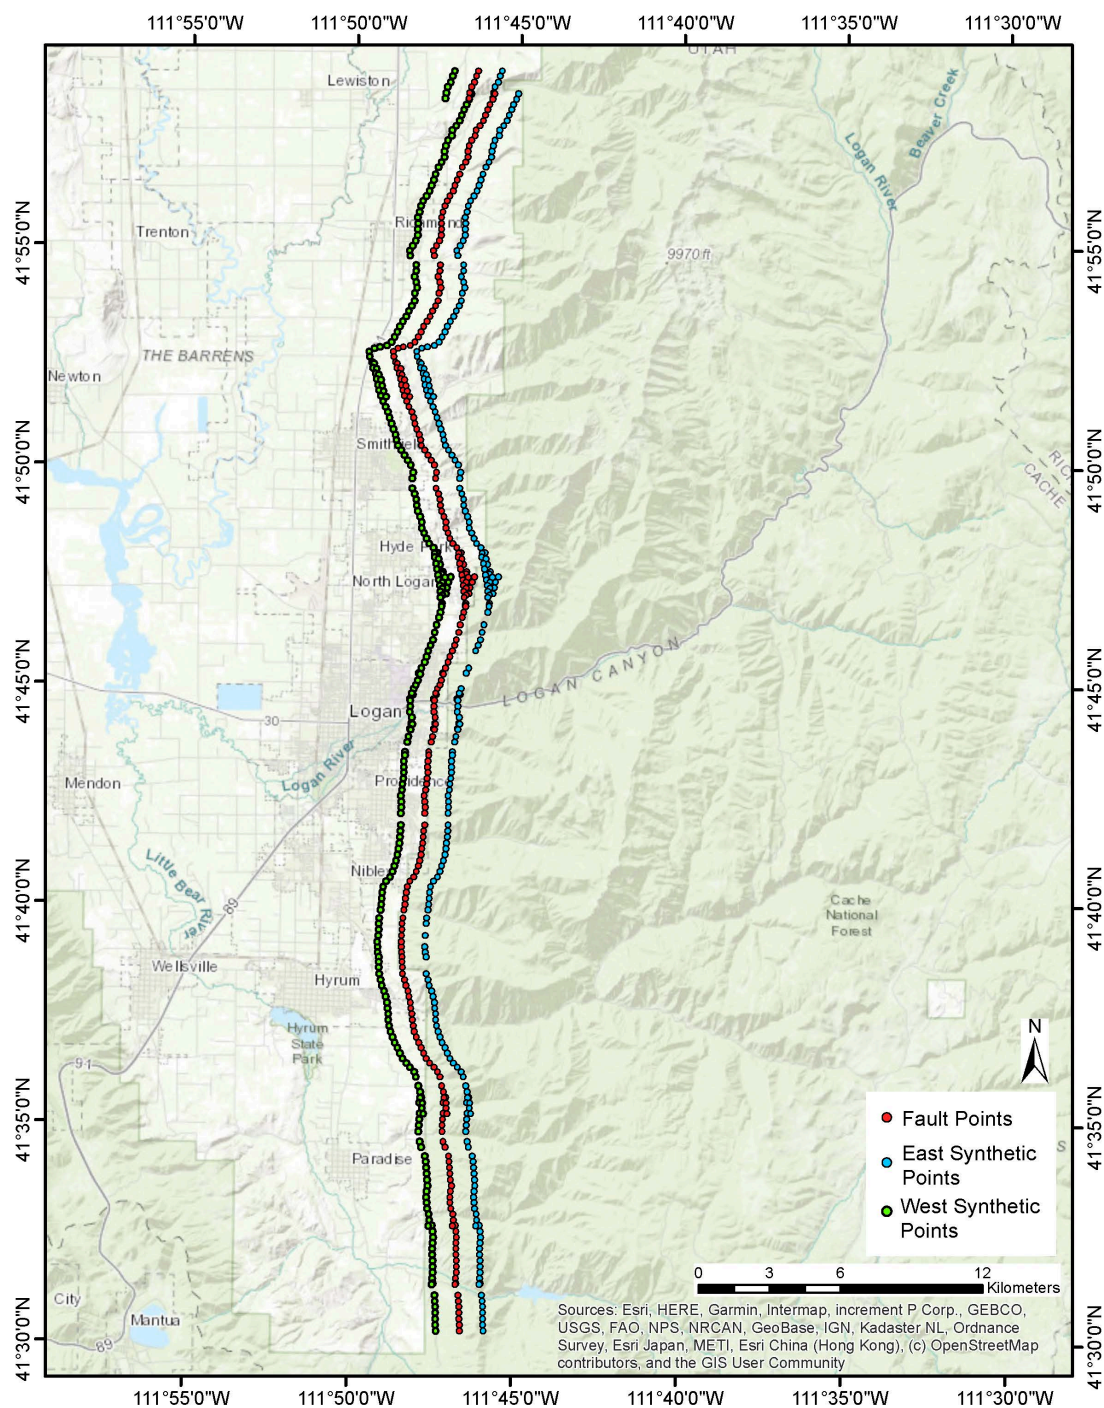 111°55'0"W
111°50'0"W
111°45'0"W
111°40'0"W
111°35'0"W
111°30'0"W
UTAH
Lewiston
Beaver Creek
Logan River
Richmond
Trenton
41°55'0"N
9970 ft
41°55'0"N
THE BARRENS
Newton
Smithfield
41°50'0"N
41°50'0"N
RICH
CACHE
Hyde Park
North Logan
LOGAN CANYON
41°45'0"N
41°45'0"N
Logan
30
Logan River
Mendon
Providence
Nibley
Little Bear River
89
41°40'0"N
Cache
National
Forest
41°40'0"N
Wellsville
Hyrum
Hyrum
State
Park
N
91
41°35'0"N
41°35'0"N
Fault Points
East Synthetic
Points
West Synthetic
Points
Paradise
0 3 6 12
Kilometers
City
Mantua
89
41°30'0"N
41°30'0"N
Sources: Esri, HERE, Garmin, Intermap, increment P Corp., GEBCO,
USGS, FAO, NPS, NRCAN, GeoBase, IGN, Kadaster NL, Ordnance
Survey, Esri Japan, METI, Esri China (Hong Kong), (c) OpenStreetMap
contributors, and the GIS User Community
111°55'0"W
111°50'0"W
111°45'0"W
111°40'0"W
111°35'0"W
111°30'0"W